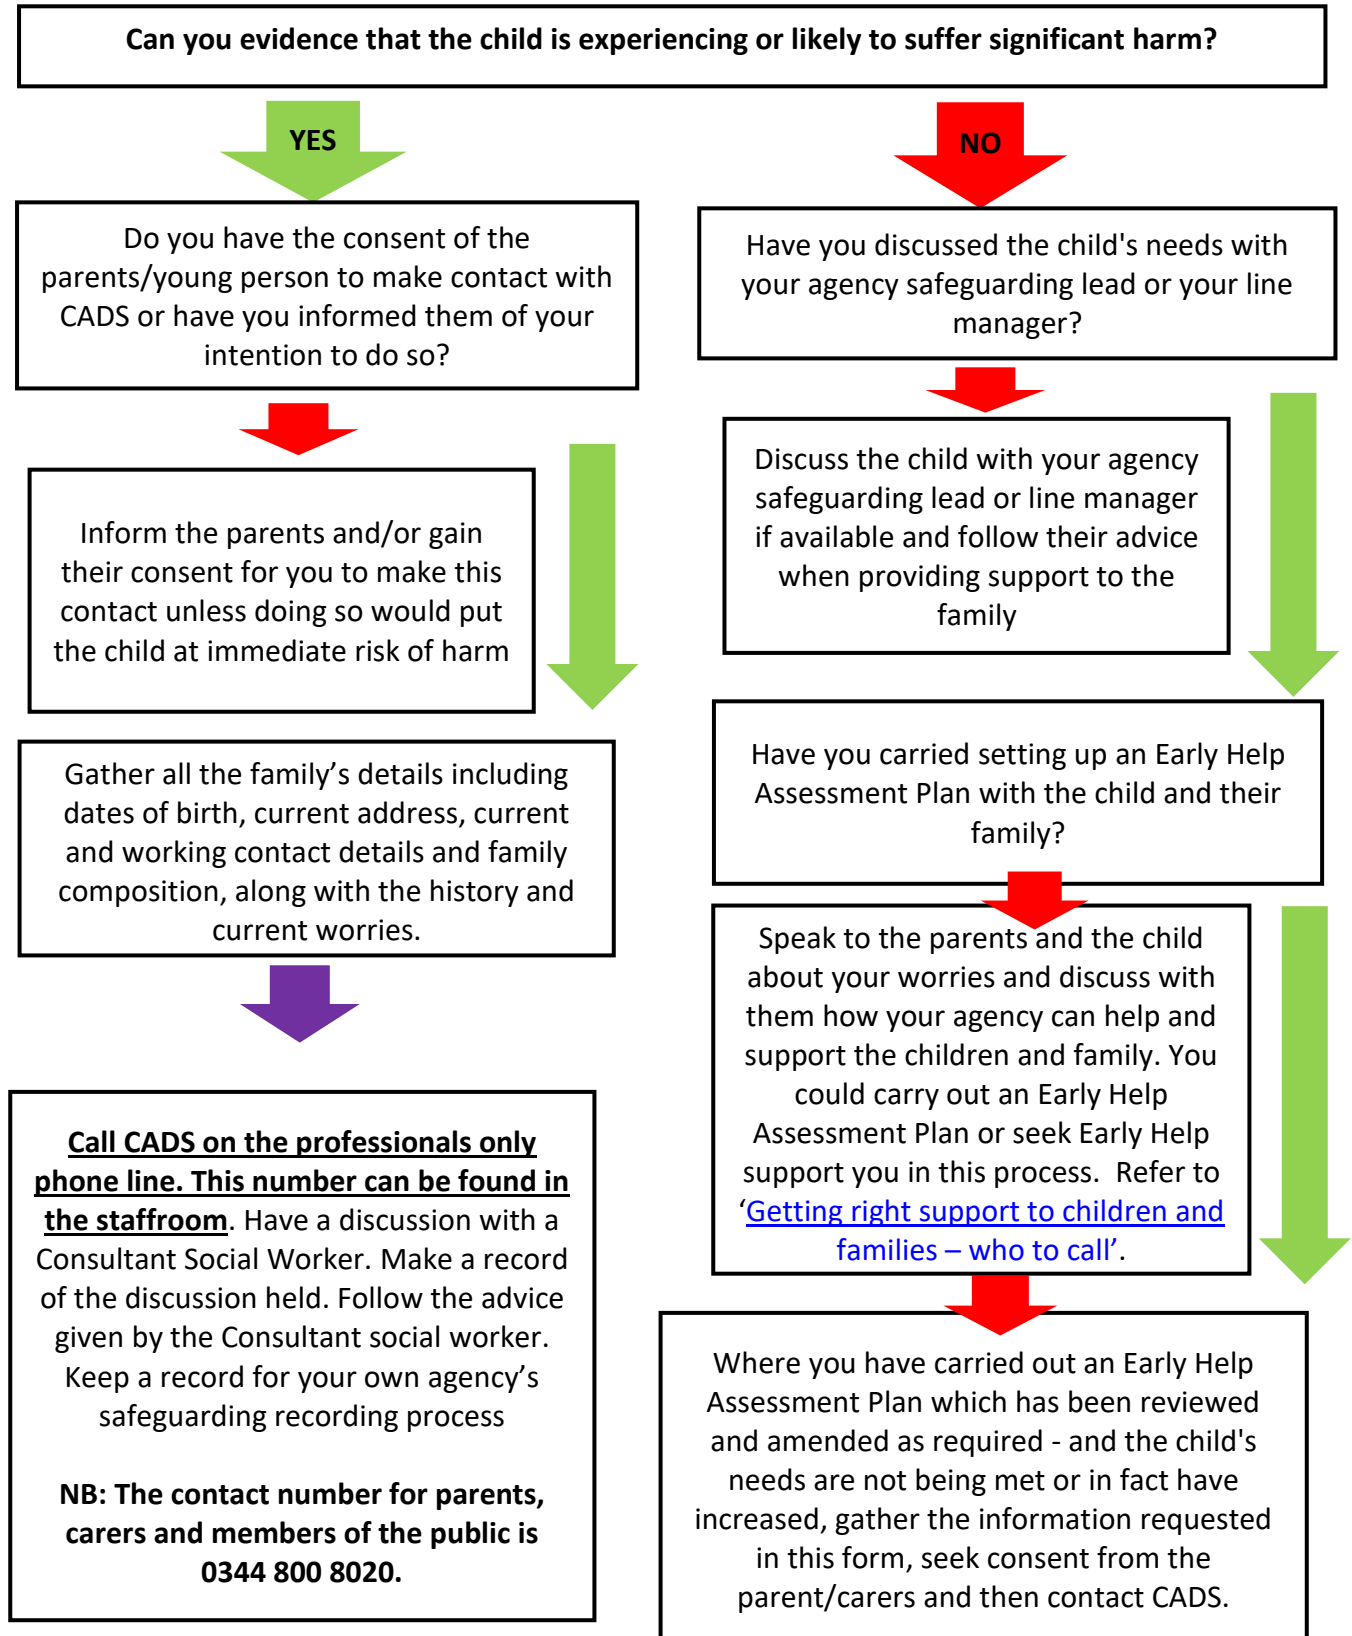 Can you evidence that the child is experiencing or likely to suffer significant harm?
YES
NO
Do you have the consent of the
parents/young person to make contact with
CADS or have you informed them of your
intention to do so?
Have you discussed the child's needs with
your agency safeguarding lead or your line
manager?
Inform the parents and/or gain
their consent for you to make this
contact unless doing so would put
the child at immediate risk of harm
Discuss the child with your agency
safeguarding lead or line manager
if available and follow their advice
when providing support to the
family
Gather all the family’s details including
dates of birth, current address, current
and working contact details and family
composition, along with the history and
current worries.
Have you carried setting up an Early Help
Assessment Plan with the child and their
family?
Speak to the parents and the child
about your worries and discuss with
them how your agency can help and
support the children and family. You
could carry out an Early Help
Assessment Plan or seek Early Help
support you in this process.  Refer to
‘Getting right support to children and
families – who to call’.
Call CADS on the professionals only
phone line. This number can be found in
the staffroom. Have a discussion with a
Consultant Social Worker. Make a record
of the discussion held. Follow the advice
given by the Consultant social worker.
Keep a record for your own agency’s
safeguarding recording process
NB: The contact number for parents,
carers and members of the public is
0344 800 8020.
Where you have carried out an Early Help
Assessment Plan which has been reviewed
and amended as required - and the child's
needs are not being met or in fact have
increased, gather the information requested
in this form, seek consent from the
parent/carers and then contact CADS.